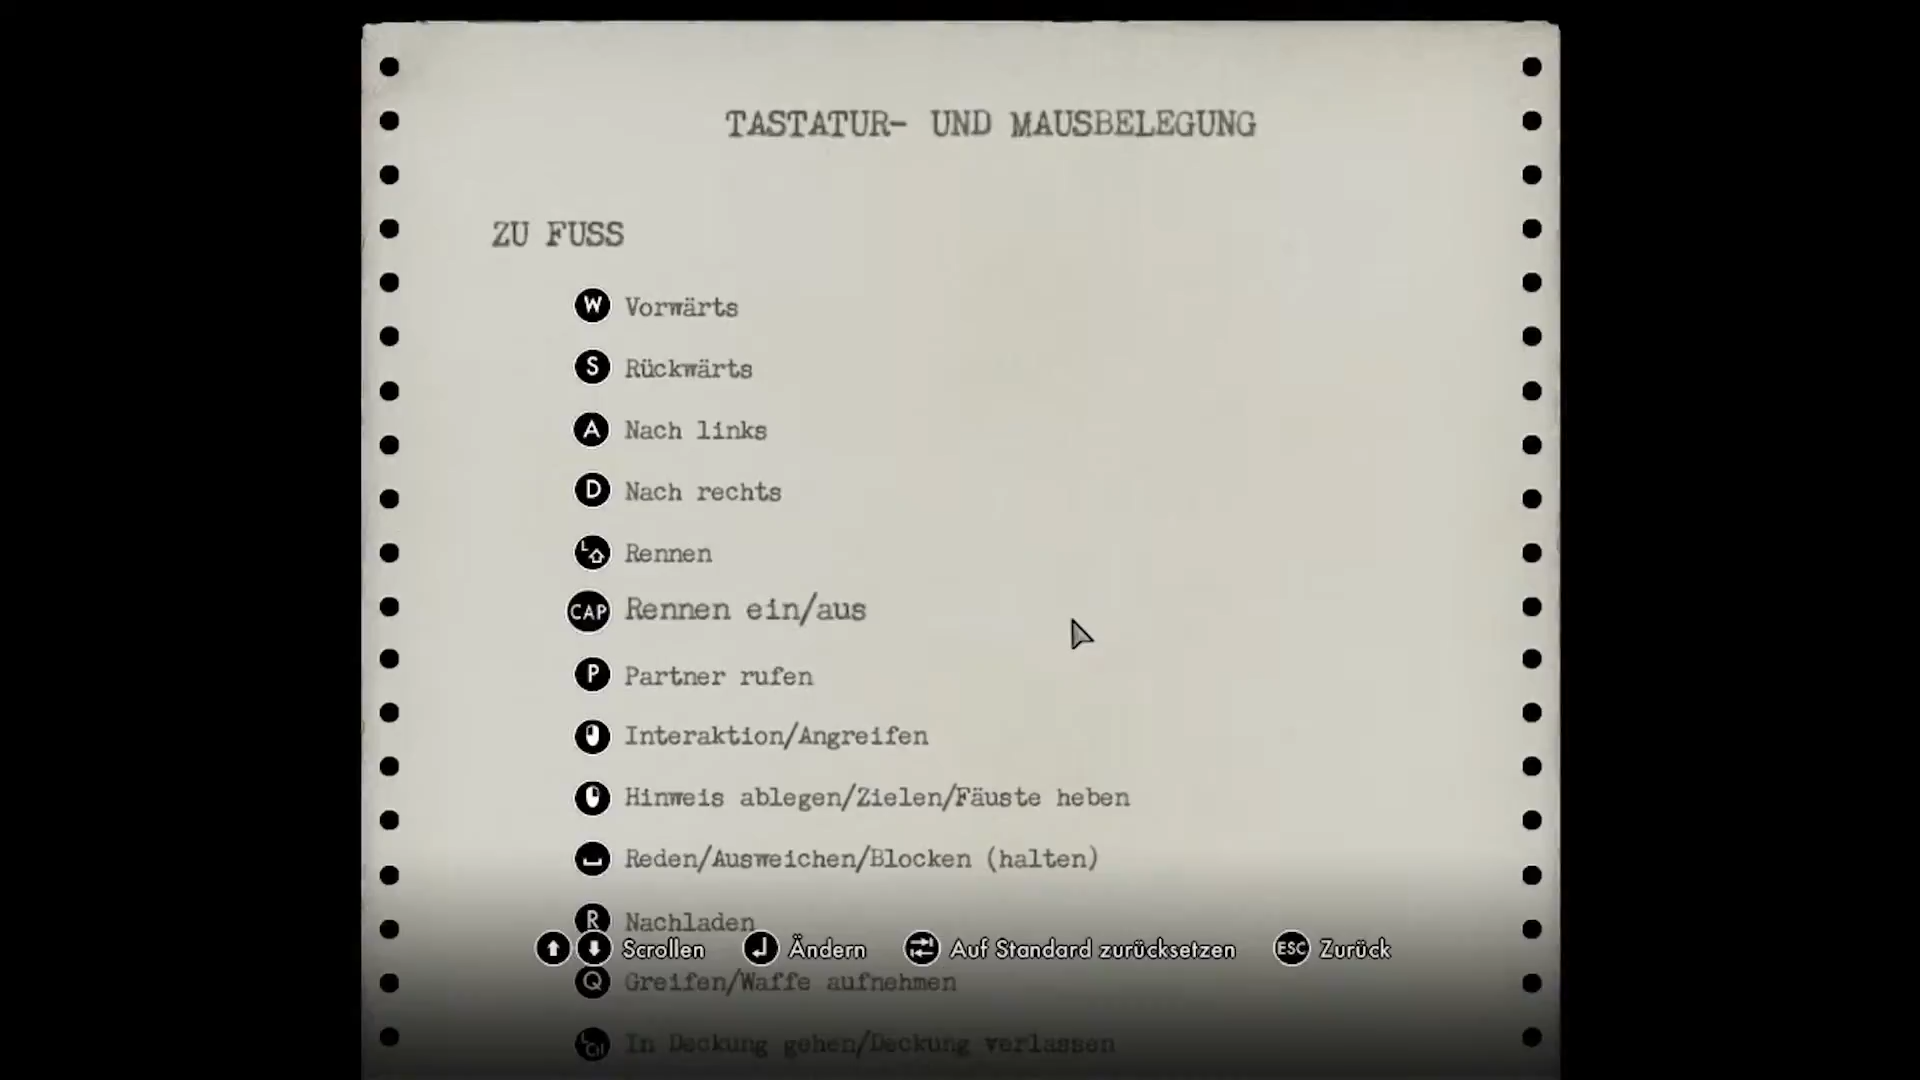 TASTATUR- UND MAUSBELEGUNG
ZU FUSS
W Vorwärts
S Rückwärts
A Nach links
D Nach rechts
L Rennen
CAP Rennen ein/aus
P Partner rufen
Interaktion/Angreifen
Hinweis ablegen/Zielen/Fäuste heben
Reden/Ausweichen/Blocken (halten)
R Nachladen
Scrollen Ändern Auf Standard zurücksetzen ESC Zurück
Q Greifen/Waffe aufnehmen
L Ctrl In Deckung gehen/Deckung verlassen